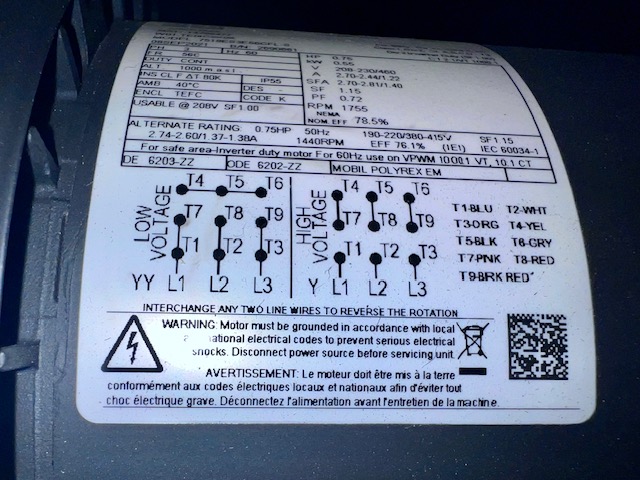 PH 3 Hz 60
FR 56C
DUTY CONT
ALT 1000 m a s l
INS CL F ΔT 80K IP55
AMB 40°C DES -
ENCL TEFC CODE K
USABLE @ 208V SF1.00
HP 0.75
kW 0.55
V 208-230/460
A 2.70-2.44/1.22
SFA 2.70-2.81/1.40
SF 1.15
PF 0.72
RPM 1755
NEMA
NOM EFF 78.5%
ALTERNATE RATING: 0.75HP 50Hz 190-220/380-415V SF1.15
2.74-2.60/1.37-1.38A 1440RPM EFF 76.1% (IE1) IEC 60034-1
For safe area-Inverter duty motor For 60Hz use on VPWM 1000:1 VT, 10:1 CT
DE 6203-ZZ ODE 6202-ZZ MOBIL POLYREX EM
LOW VOLTAGE
T4 T5 T6
T7 T8 T9
T1 T2 T3
YY L1 L2 L3
HIGH VOLTAGE
T4 T5 T6
T7 T8 T9
T1 T2 T3
Y L1 L2 L3
T1-BLU T2-WHT
T3-ORG T4-YEL
T5-BLK T6-GRY
T7-PNK T8-RED
T9-BRK RED
INTERCHANGE ANY TWO LINE WIRES TO REVERSE THE ROTATION
WARNING: Motor must be grounded in accordance with local
national electrical codes to prevent serious electrical
shocks. Disconnect power source before servicing unit.
AVERTISSEMENT: Le moteur doit être mis à la terre
conformément aux codes électriques locaux et nationaux afin d'éviter tout
choc électrique grave. Déconnectez l'alimentation avant l'entretien de la machine.